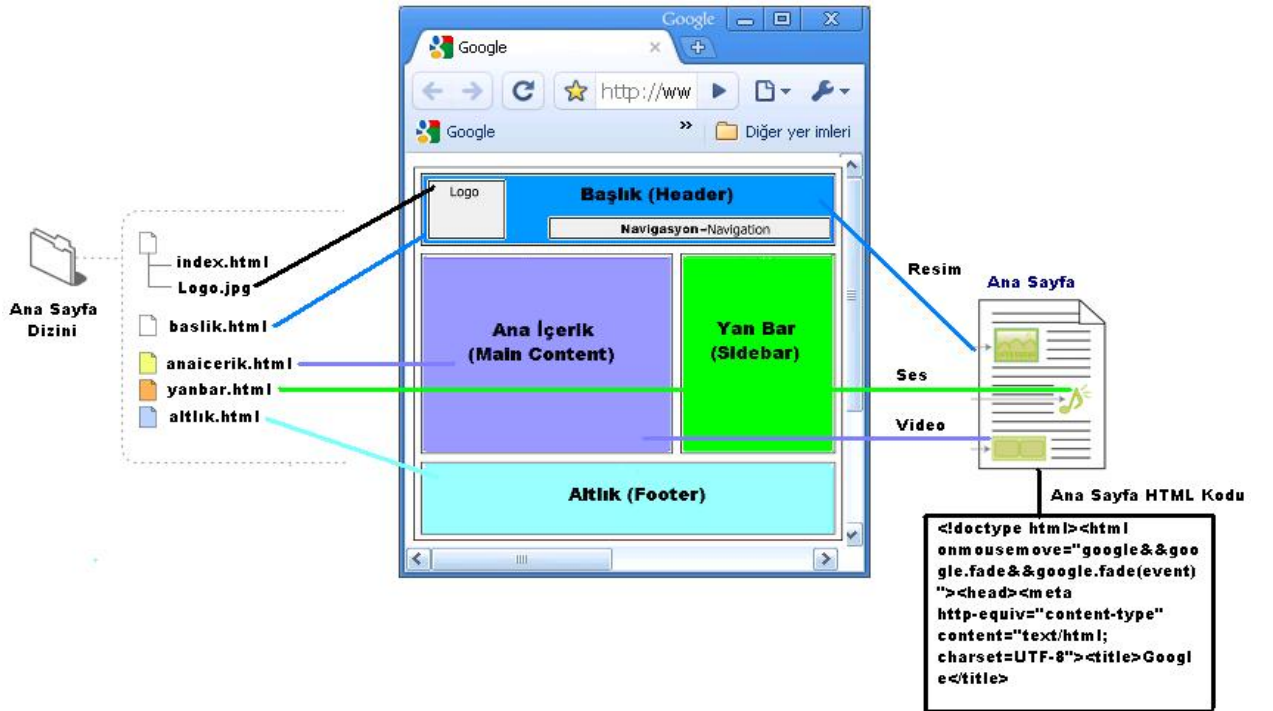 Google
Google
http://ww
Google
»
Diğer yer imleri
Logo
Başlık (Header)
Navigasyon-Navigation
Ana İçerik
(Main Content)
Yan Bar
(Sidebar)
Altlık (Footer)
Ana Sayfa
Dizini
index.html
Logo.jpg
baslik.html
anaicerik.html
yanbar.html
altlık.html
Resim
Ses
Video
Ana Sayfa
Ana Sayfa HTML Kodu
<!doctype html><html
onmousemove="google&&goo
gle.fade&&google.fade(event)
"><head><meta
http-equiv="content-type"
content="text/html;
charset=UTF-8"><title>Googl
e</title>